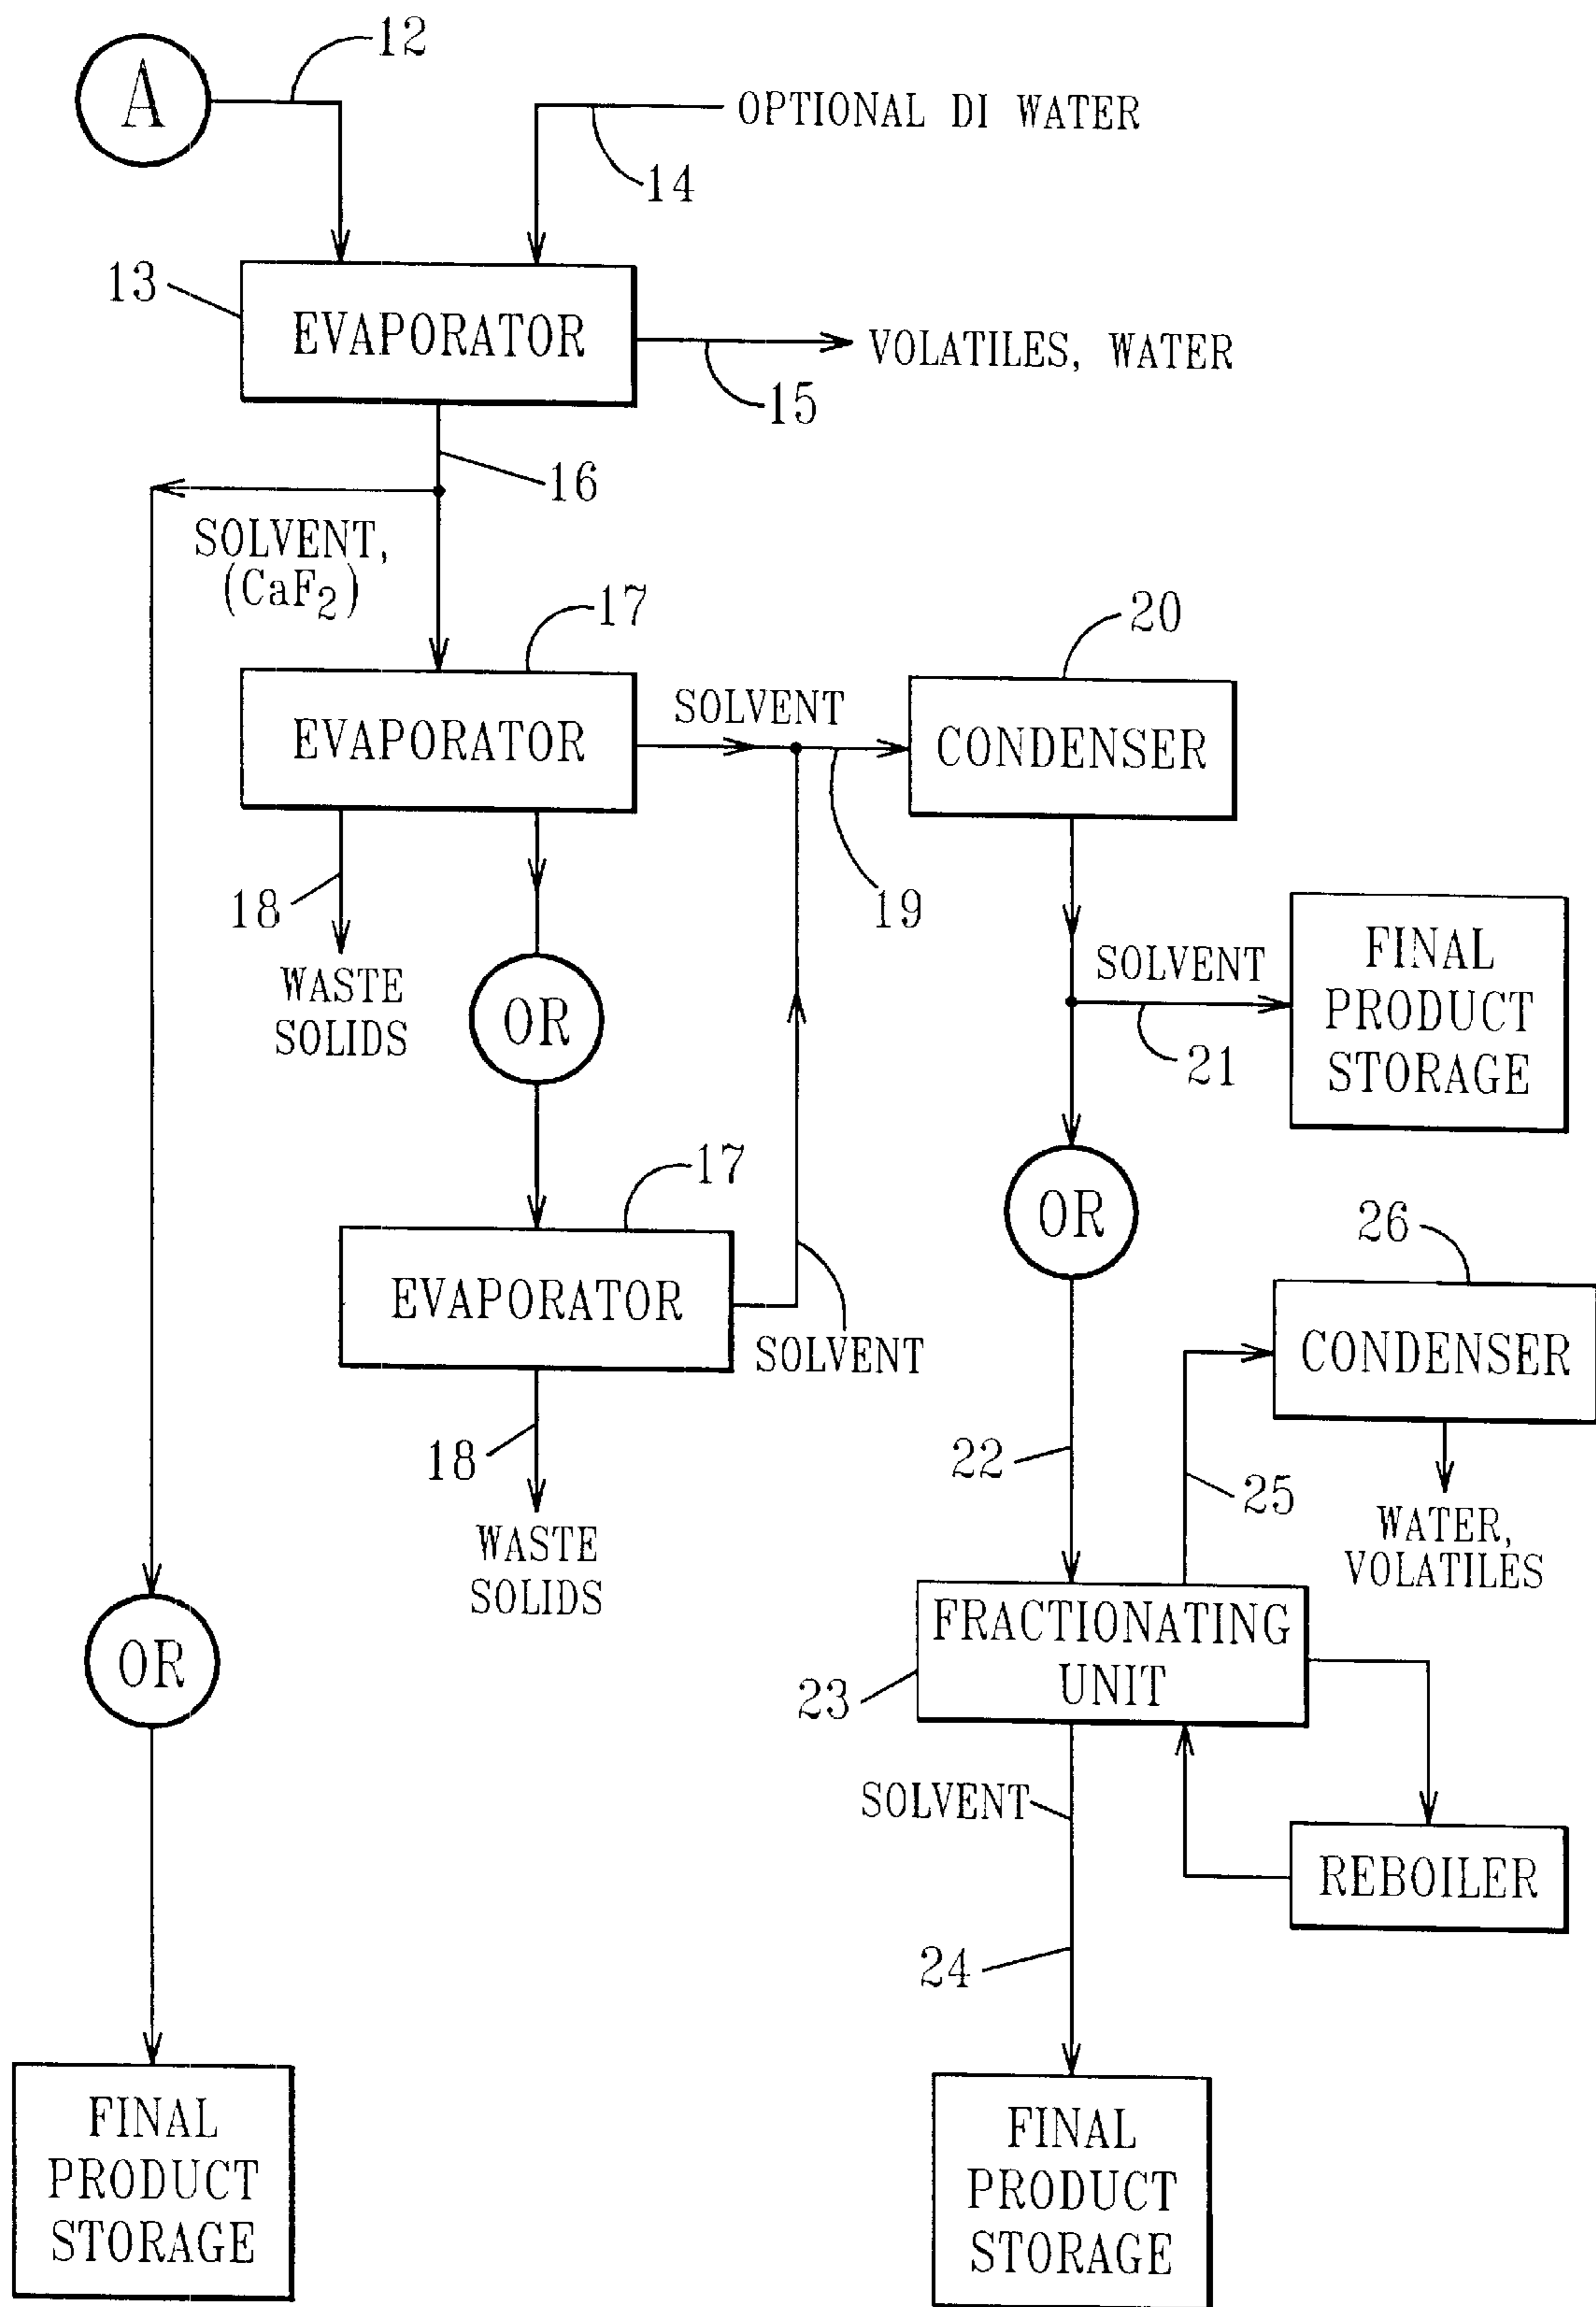 12
A
OPTIONAL DI WATER
14
13
EVAPORATOR
VOLATILES, WATER
15
16
SOLVENT,
(CaF2)
17
20
SOLVENT
EVAPORATOR
CONDENSER
18
19
FINAL
PRODUCT
STORAGE
SOLVENT
WASTE
SOLIDS
OR
21
17
OR
26
EVAPORATOR
SOLVENT
CONDENSER
18
22
25
WATER,
VOLATILES
WASTE
SOLIDS
FRACTIONATING
UNIT
OR
23
SOLVENT
REBOILER
24
FINAL
PRODUCT
STORAGE
FINAL
PRODUCT
STORAGE